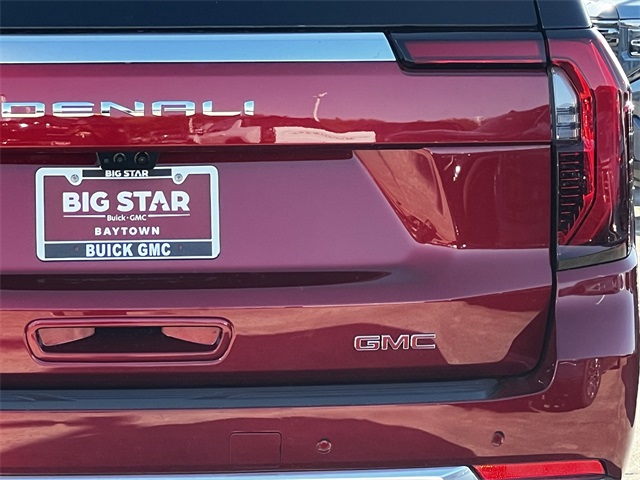 DENALI
BIG STAR
BIG STAR
Buick · GMC
BAYTOWN
BUICK GMC
GMC